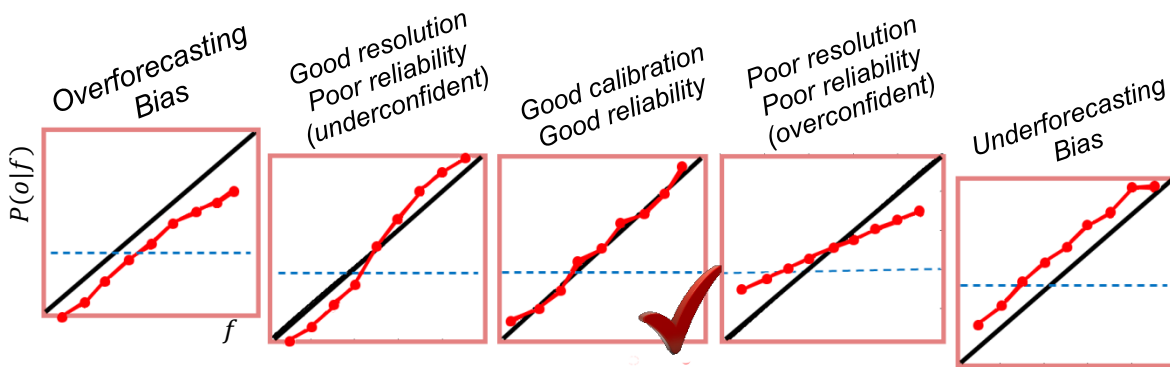 Overforecasting
Bias
Good resolution
Poor reliability
(underconfident)
Good calibration
Good reliability
Poor resolution
Poor reliability
(overconfident)
Underforecasting
Bias
P(o|f)
f